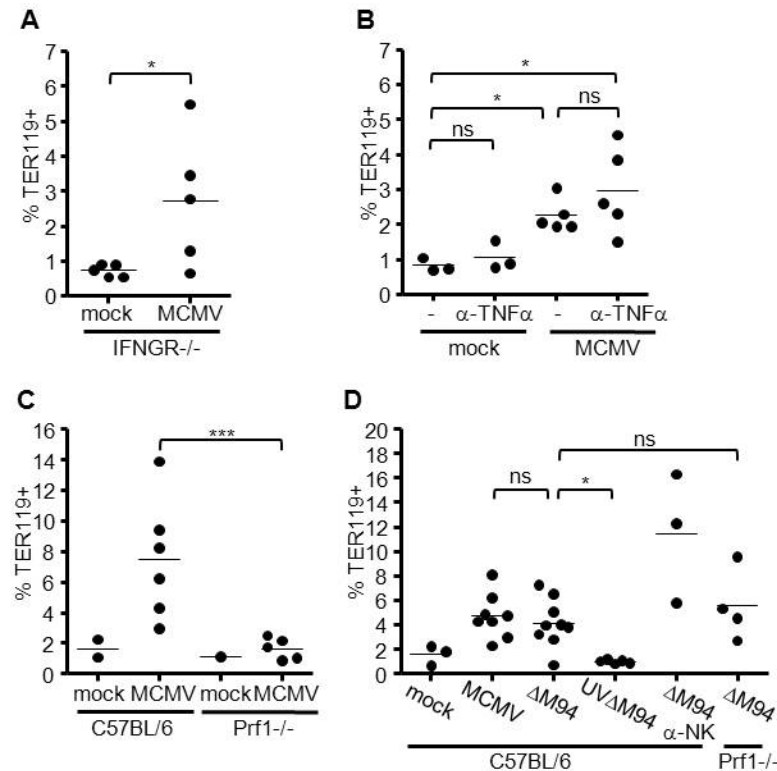 A
7
6
5
4
3
2
1
0
% TER119+
*
mock MCMV
IFNGR-/-
B
7
6
5
4
3
2
1
0
% TER119+
*
*
ns
ns
- α-TNFα - α-TNFα
mock MCMV
C
16
14
12
10
8
6
4
2
0
% TER119+
***
mock MCMV mock MCMV
C57BL/6 Prf1-/-
D
20
18
16
14
12
10
8
6
4
2
0
% TER119+
ns
ns *
mock MCMV ΔM94 UVΔM94 ΔM94 ΔM94
α-NK
C57BL/6 Prf1-/-